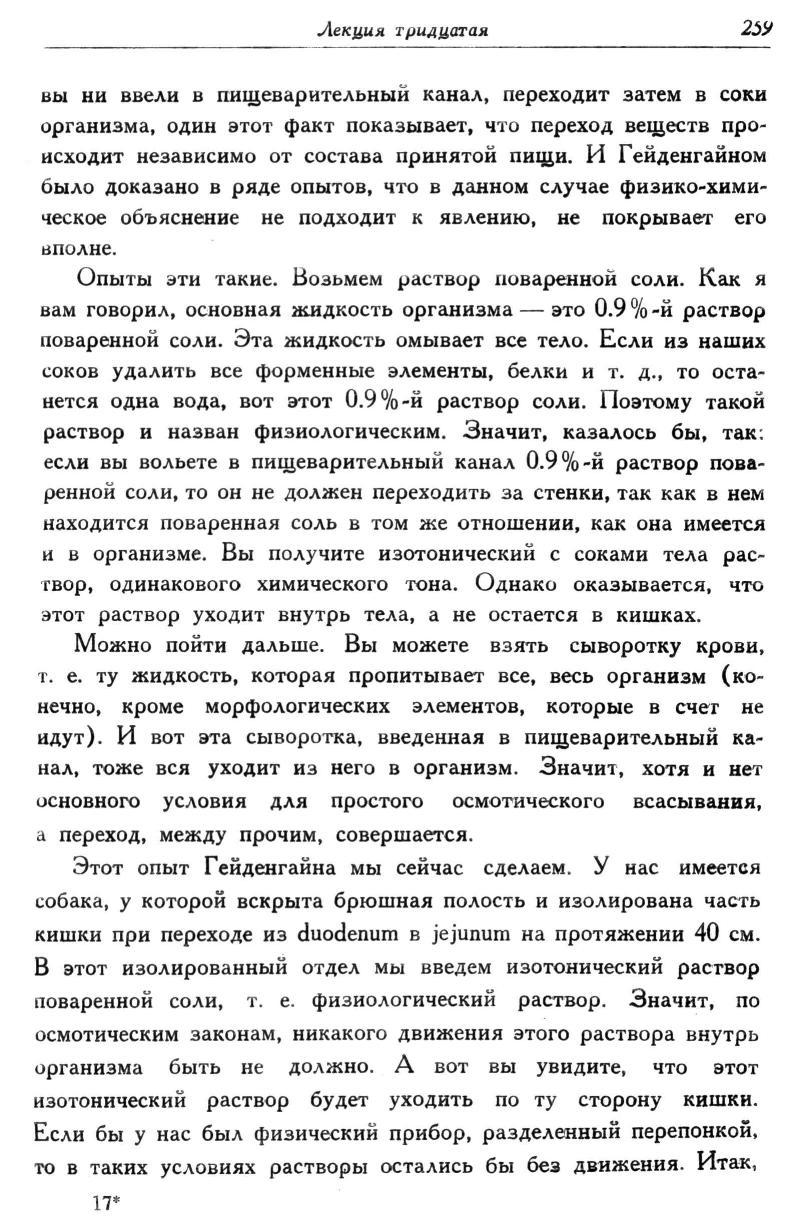 Лекция тридцатая 259
вы ни ввели в пищеварительный канал, переходит затем в соки
организма, один этот факт показывает, что переход веществ про-
исходит независимо от состава принятой пищи. И Гейденгайном
было доказано в ряде опытов, что в данном случае физико-хими-
ческое объяснение не подходит к явлению, не покрывает его
вполне.
Опыты эти такие. Возьмем раствор поваренной соли. Как я
вам говорил, основная жидкость организма — это 0.9%-й раствор
поваренной соли. Эта жидкость омывает все тело. Если из наших
соков удалить все форменные элементы, белки и т. д., то оста-
нется одна вода, вот этот 0.9%-й раствор соли. Поэтому такой
раствор и назван физиологическим. Значит, казалось бы, так:
если вы вольете в пищеварительный канал 0.9%-й раствор пова-
ренной соли, то он не должен переходить за стенки, так как в нем
находится поваренная соль в том же отношении, как она имеется
и в организме. Вы получите изотонический с соками тела рас-
твор, одинакового химического тона. Однако оказывается, что
этот раствор уходит внутрь тела, а не остается в кишках.
Можно пойти дальше. Вы можете взять сыворотку крови,
т. е. ту жидкость, которая пропитывает все, весь организм (ко-
нечно, кроме морфологических элементов, которые в счет не
идут). И вот эта сыворотка, введенная в пищеварительный ка-
нал, тоже вся уходит из него в организм. Значит, хотя и нет
основного условия для простого осмотического всасывания,
а переход, между прочим, совершается.
Этот опыт Гейденгайна мы сейчас сделаем. У нас имеется
собака, у которой вскрыта брюшная полость и изолирована часть
кишки при переходе из duodenum в jejunum на протяжении 40 см.
В этот изолированный отдел мы введем изотонический раствор
поваренной соли, т. е. физиологический раствор. Значит, по
осмотическим законам, никакого движения этого раствора внутрь
организма быть не должно. А вот вы увидите, что этот
изотонический раствор будет уходить по ту сторону кишки.
Если бы у нас был физический прибор, разделенный перепонкой,
то в таких условиях растворы остались бы без движения. Итак,
17*